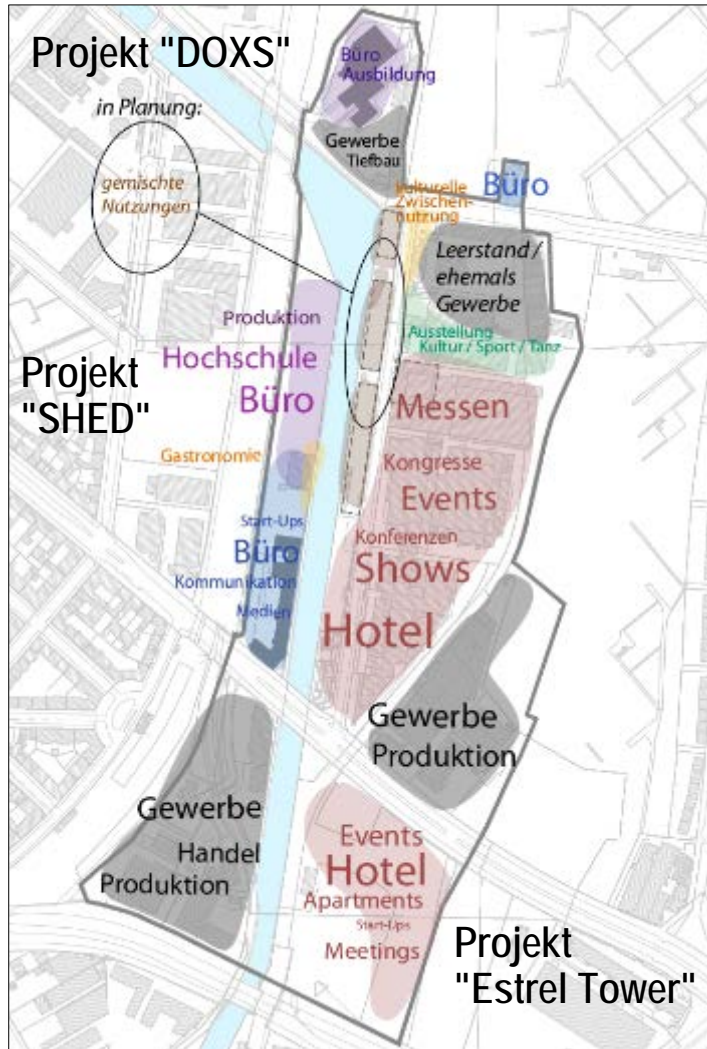 Projekt "DOXS"
in Planung:
gemischte
Nutzungen
Büro
Ausbildung
Gewerbe
Tiefbau
Kulturelle
Zwischen-
nutzung
Büro
Leerstand /
ehemals
Gewerbe
Ausstellung
Kultur / Sport / Tanz
Produktion
Hochschule
Büro
Projekt
"SHED"
Gastronomie
Start-Ups
Büro
Kommunikation
Medien
Messen
Kongresse
Events
Konferenzen
Shows
Hotel
Gewerbe
Produktion
Gewerbe
Handel
Produktion
Events
Hotel
Apartments
Start-Ups
Meetings
Projekt
"Estrel Tower"